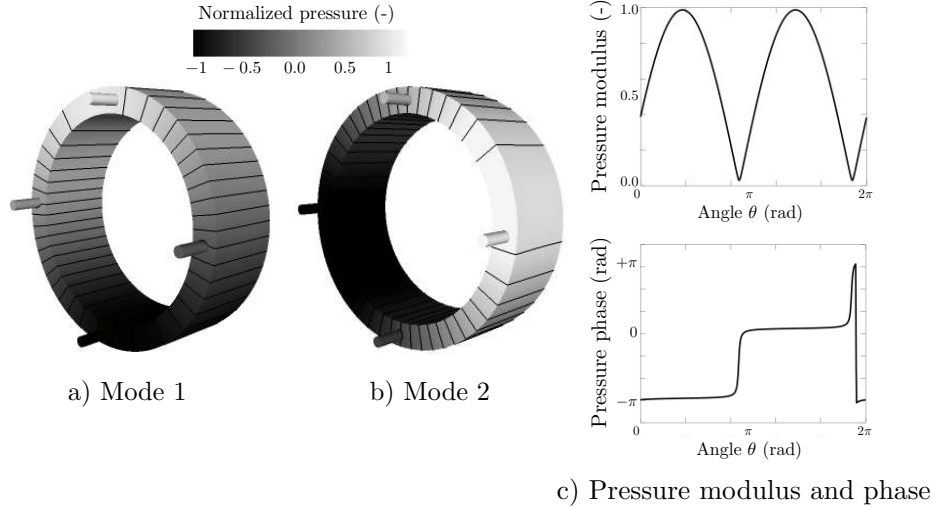 Normalized pressure (-)
−1 −0.5 0.0 0.5 1
a) Mode 1
b) Mode 2
Pressure modulus (-)
1.0
0.5
0.0
0 π 2π
Angle θ (rad)
Pressure phase (rad)
+π
0
−π
0 π 2π
Angle θ (rad)
c) Pressure modulus and phase